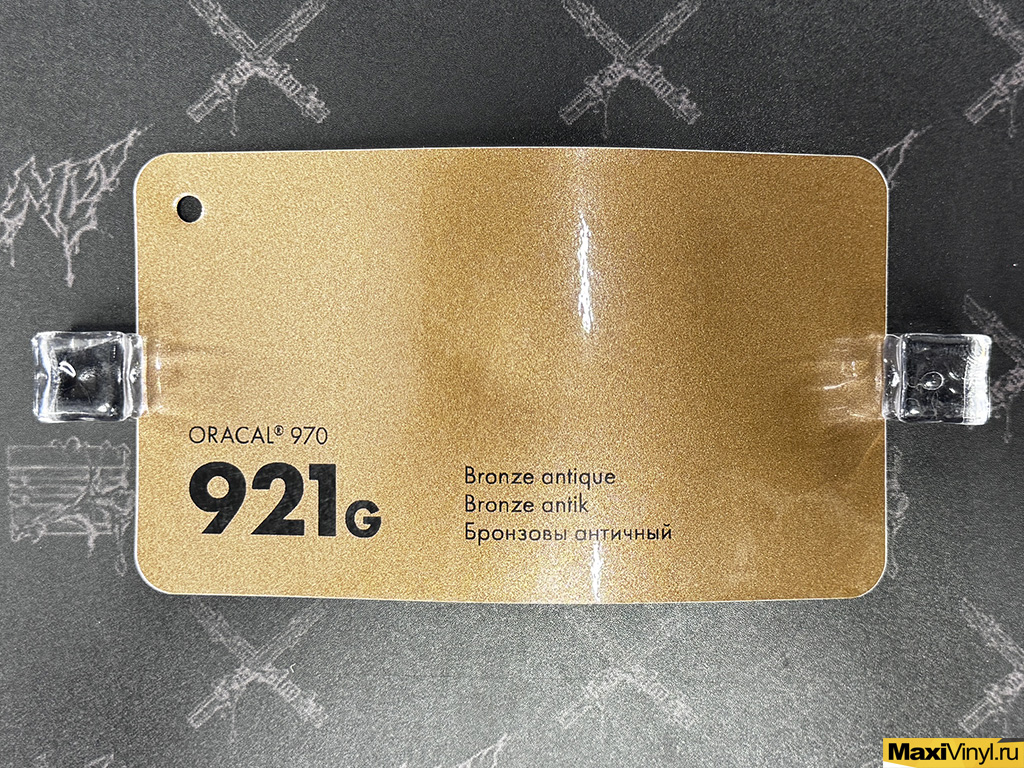 ORACAL® 970
921G
Bronze antique
Bronze antik
Бронзовы античный
MaxiVinyl.ru